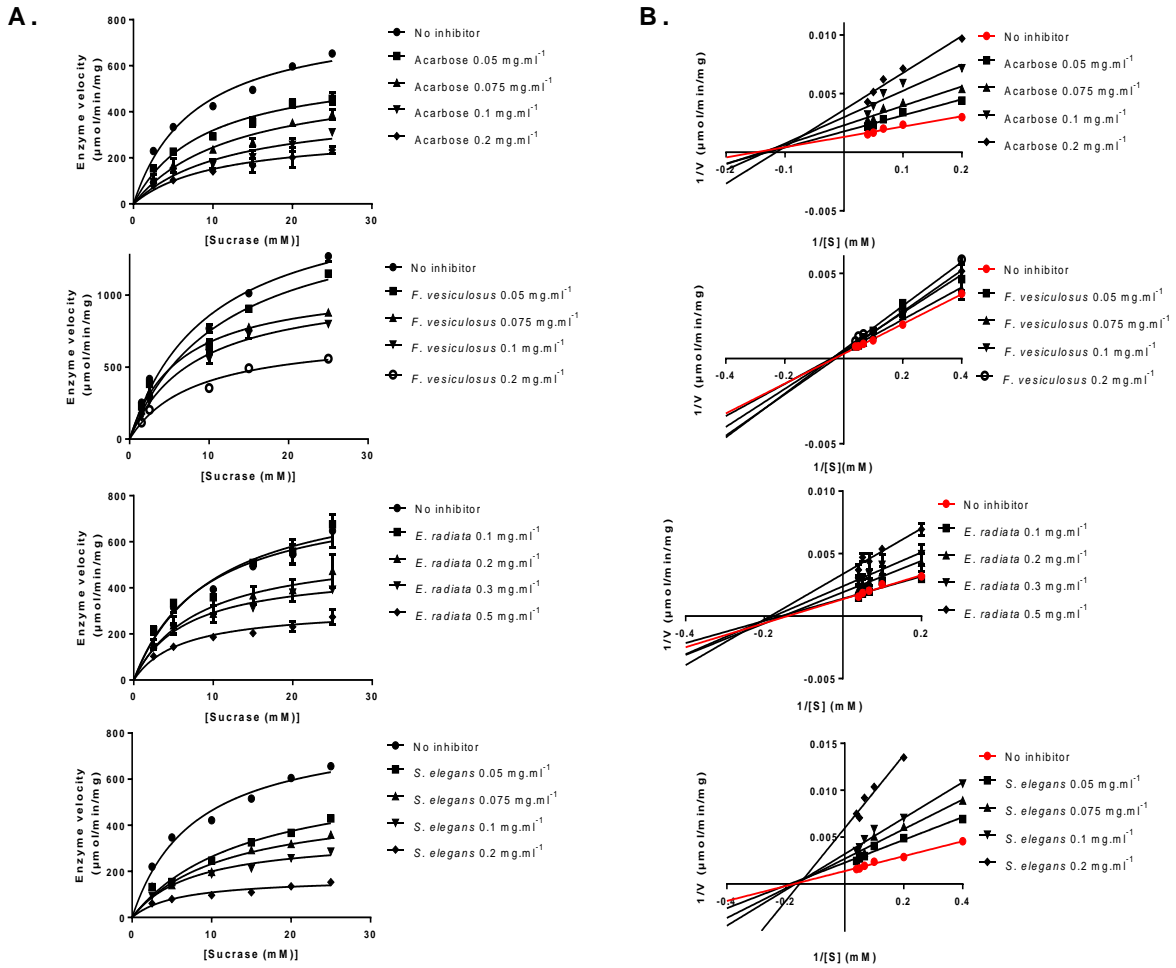 A.
B.
Enzyme velocity
(µmol/min/mg)
800
600
400
200
0
0
10
20
30
[Sucrase (mM)]
No inhibitor
Acarbose 0.05 mg.ml-1
Acarbose 0.075 mg.ml-1
Acarbose 0.1 mg.ml-1
Acarbose 0.2 mg.ml-1
1/V (µmol/min/mg)
0.010
0.005
-0.005
-0.2
-0.1
0.1
0.2
1/[S] (mM)
No inhibitor
Acarbose 0.05 mg.ml-1
Acarbose 0.075 mg.ml-1
Acarbose 0.1 mg.ml-1
Acarbose 0.2 mg.ml-1
Enzyme velocity
(µmol/min/mg)
1000
500
0
0
10
20
30
[Sucrase (mM)]
No inhibitor
F. vesiculosus 0.05 mg.ml-1
F. vesiculosus 0.075 mg.ml-1
F. vesiculosus 0.1 mg.ml-1
F. vesiculosus 0.2 mg.ml-1
1/V (µmol/min/mg)
0.005
-0.005
-0.4
-0.2
0.2
0.4
1/[S](mM)
No inhibitor
F. vesiculosus 0.05 mg.ml-1
F. vesiculosus 0.075 mg.ml-1
F. vesiculosus 0.1 mg.ml-1
F. vesiculosus 0.2 mg.ml-1
Enzyme velocity
(µmol/min/mg)
800
600
400
200
0
0
10
20
30
[Sucrase (mM)]
No inhibitor
E. radiata 0.1 mg.ml-1
E. radiata 0.2 mg.ml-1
E. radiata 0.3 mg.ml-1
E. radiata 0.5 mg.ml-1
1/V (µmol/min/mg)
0.010
0.005
-0.005
-0.4
-0.2
0.2
1/[S] (mM)
No inhibitor
E. radiata 0.1 mg.ml-1
E. radiata 0.2 mg.ml-1
E. radiata 0.3 mg.ml-1
E. radiata 0.5 mg.ml-1
Enzyme velocity
(µmol/min/mg)
800
600
400
200
0
0
10
20
30
[Sucrase (mM)]
No inhibitor
S. elegans 0.05 mg.ml-1
S. elegans 0.075 mg.ml-1
S. elegans 0.1 mg.ml-1
S. elegans 0.2 mg.ml-1
1/V (µmol/min/mg)
0.015
0.010
0.005
-0.005
-0.4
-0.2
0.2
0.4
1/[S] (mM)
No inhibitor
S. elegans 0.05 mg.ml-1
S. elegans 0.075 mg.ml-1
S. elegans 0.1 mg.ml-1
S. elegans 0.2 mg.ml-1